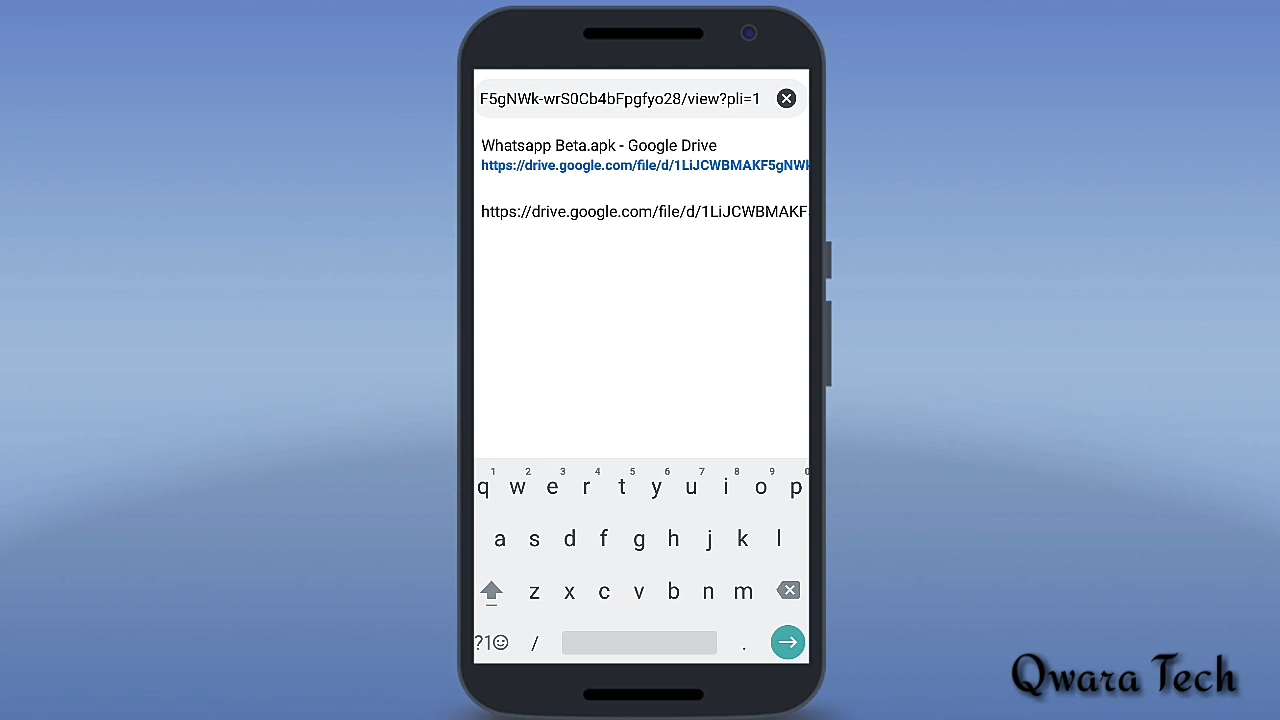 F5gNWk-wrS0Cb4bFpgfyo28/view?pli=1
Whatsapp Beta.apk - Google Drive
https://drive.google.com/file/d/1LiJCWBMAKF5gNWk
https://drive.google.com/file/d/1LiJCWBMAKF
1 2 3 4 5 6 7 8 9 0
q w e r t y u i o p
a s d f g h j k l
z x c v b n m
?1☺ / .
Qwara Tech